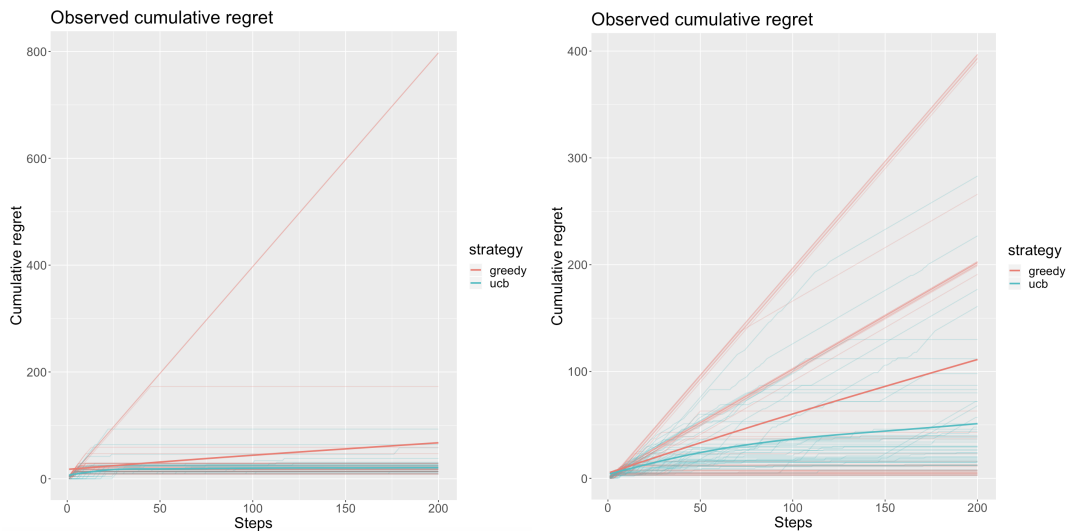 Observed cumulative regret
800
600
400
200
0
Cumulative regret
0
50
100
150
200
Steps
strategy
greedy
ucb
Observed cumulative regret
400
300
200
100
0
Cumulative regret
0
50
100
150
200
Steps
strategy
greedy
ucb